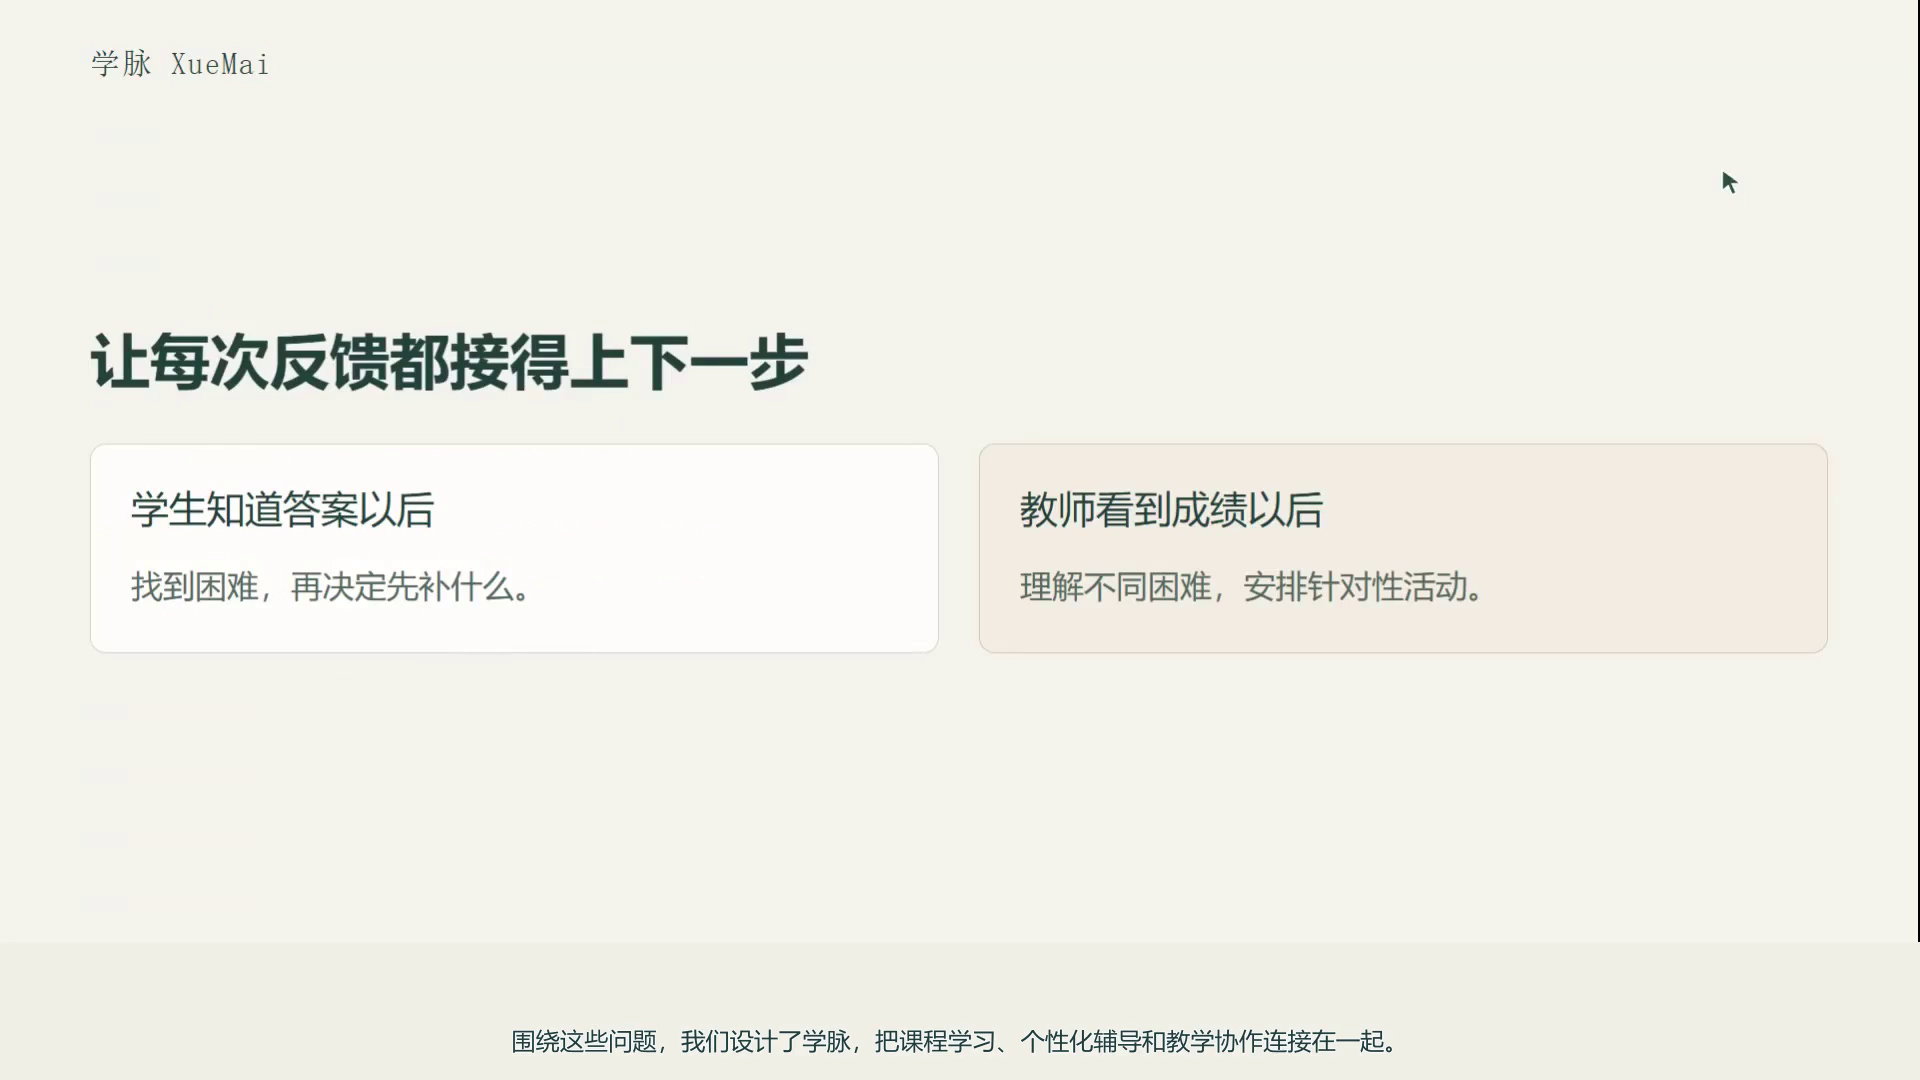 学脉 XueMai
让每次反馈都接得上下一步
学生知道答案以后
找到困难，再决定先补什么。
教师看到成绩以后
理解不同困难，安排针对性活动。
围绕这些问题，我们设计了学脉，把课程学习、个性化辅导和教学协作连接在一起。